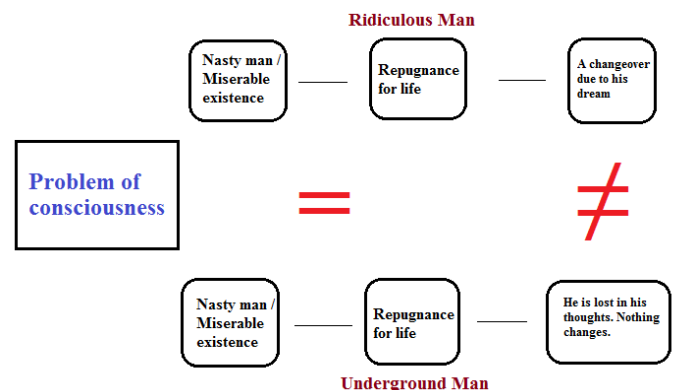 Ridiculous Man
Nasty man /
Miserable
existence
Repugnance
for life
A changeover
due to his
dream
Problem of
consciousness
=
≠
Nasty man /
Miserable
existence
Repugnance
for life
He is lost in his
thoughts. Nothing
changes.
Underground Man